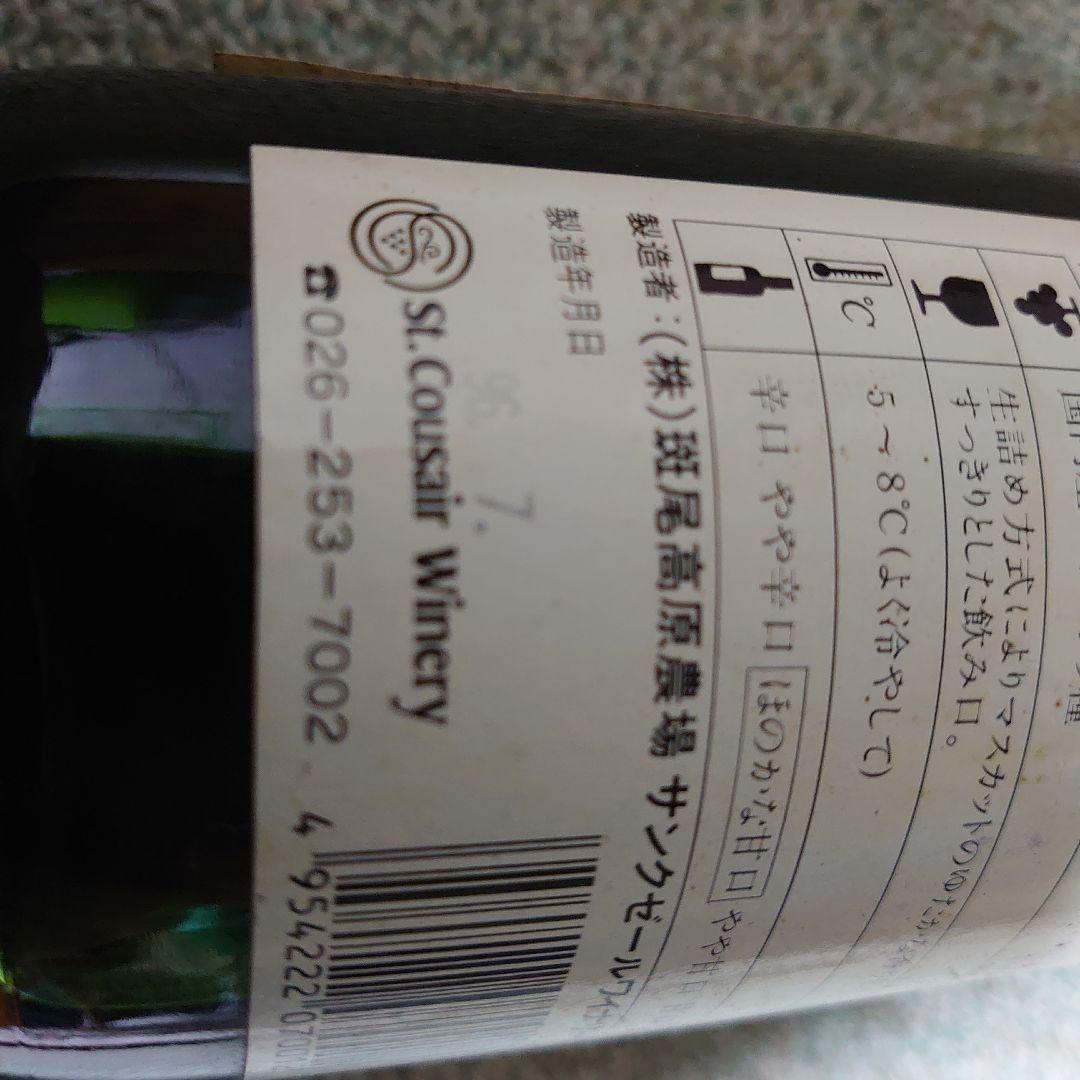 生詰め方式によりマスカットのゆたかな
すっきりとした飲み口。
℃ 5～8℃(よく冷やして)
辛口 やや辛口 ほのかな甘口 やや甘口
製造者：(株)斑尾高原農場 サンクゼールワイ
製造年月日
96. 7.
St.Cousair Winery
☎026-253-7002
4 954222 070